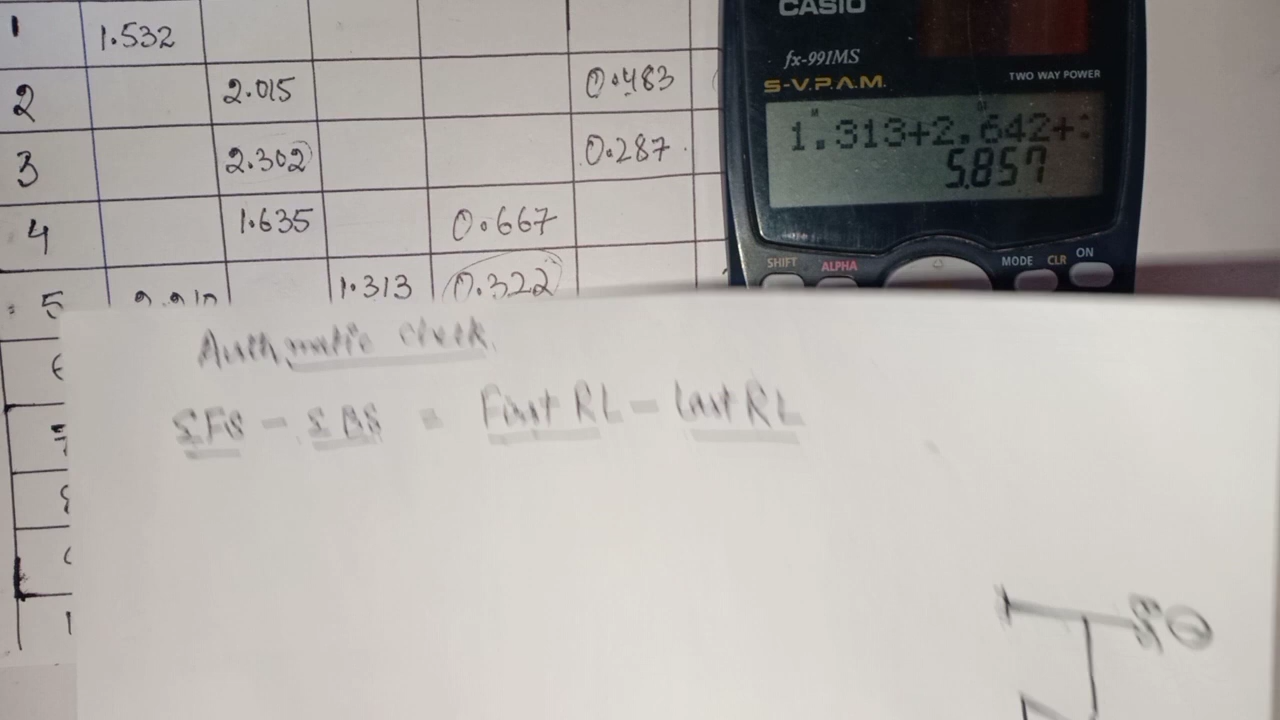 1 1.532
2 2.015 0.483
3 2.302 0.287
4 1.635 0.667
5 1.313 0.322
6
CASIO
fx-991MS
S-V.P.A.M.
TWO WAY POWER
1.313+2.642+
5.857
SHIFT ALPHA MODE CLR ON
Authmatic check.
ΣFS - ΣBS = First RL - Last RL